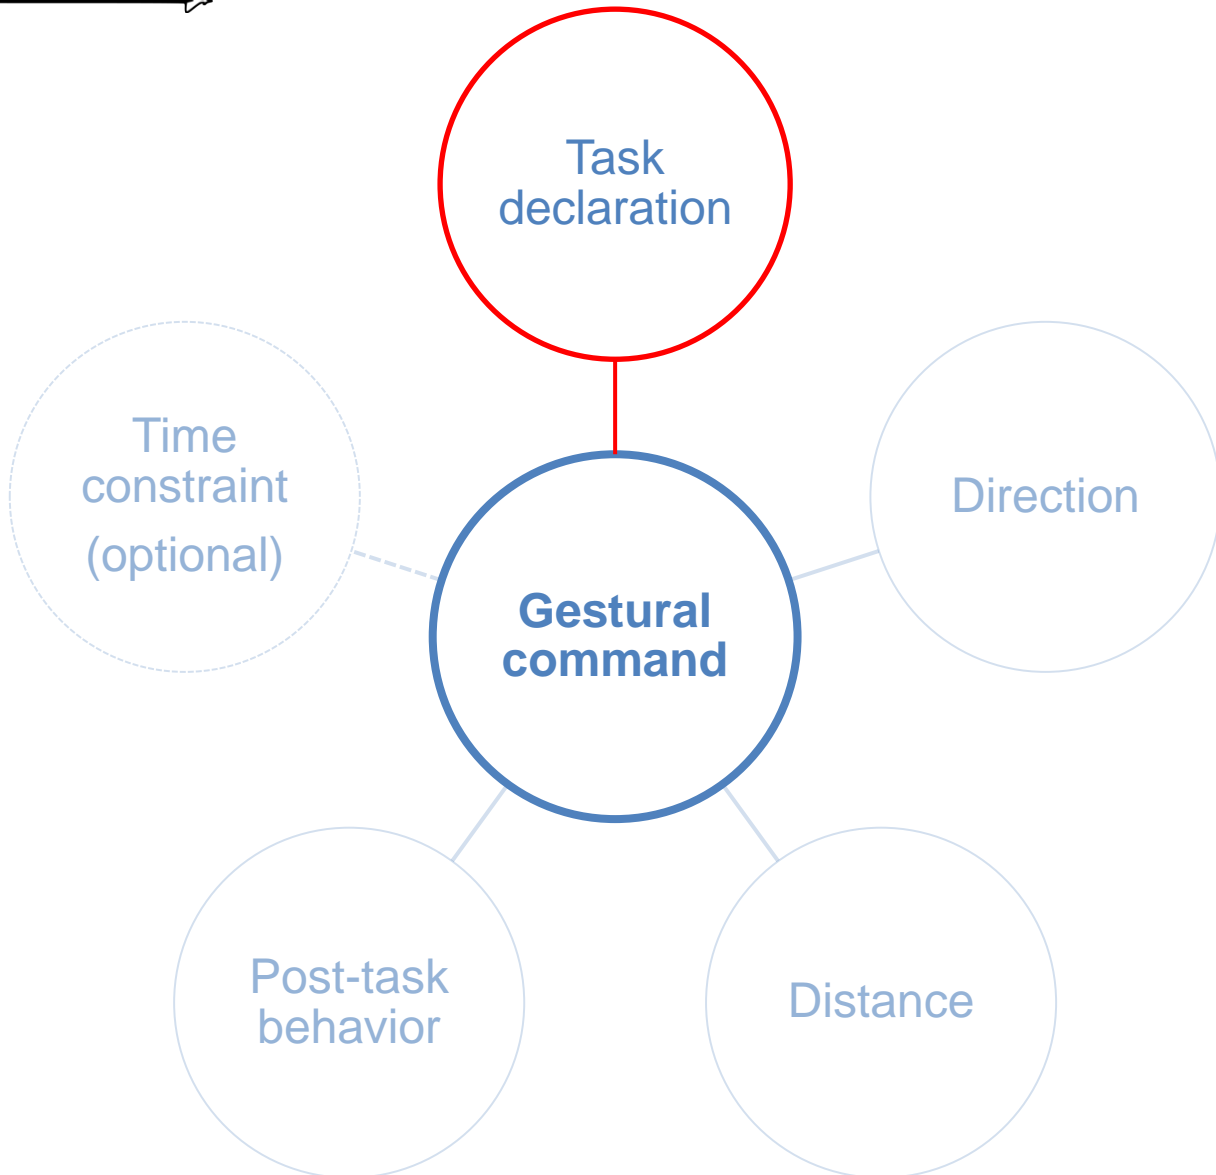 Task
declaration
Time
constraint
(optional)
Direction
Gestural
command
Post-task
behavior
Distance